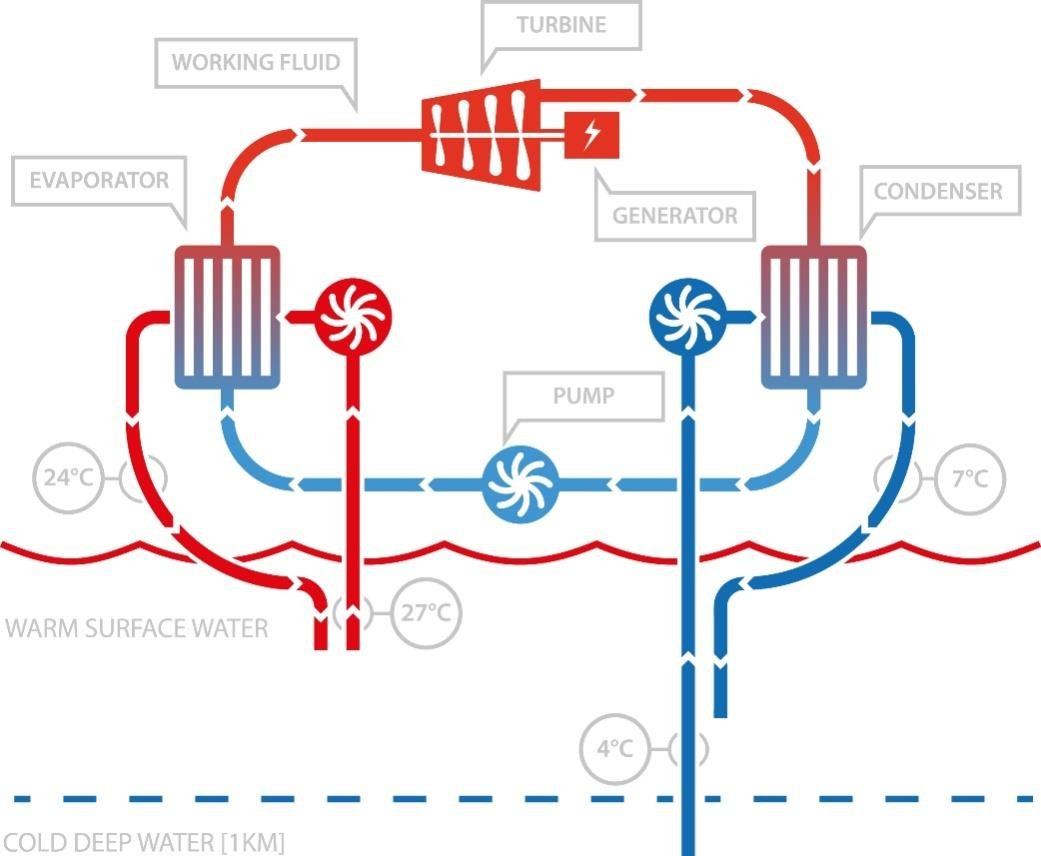 TURBINE
WORKING FLUID
EVAPORATOR
CONDENSER
GENERATOR
PUMP
24°C
7°C
27°C
WARM SURFACE WATER
4°C
COLD DEEP WATER [1KM]